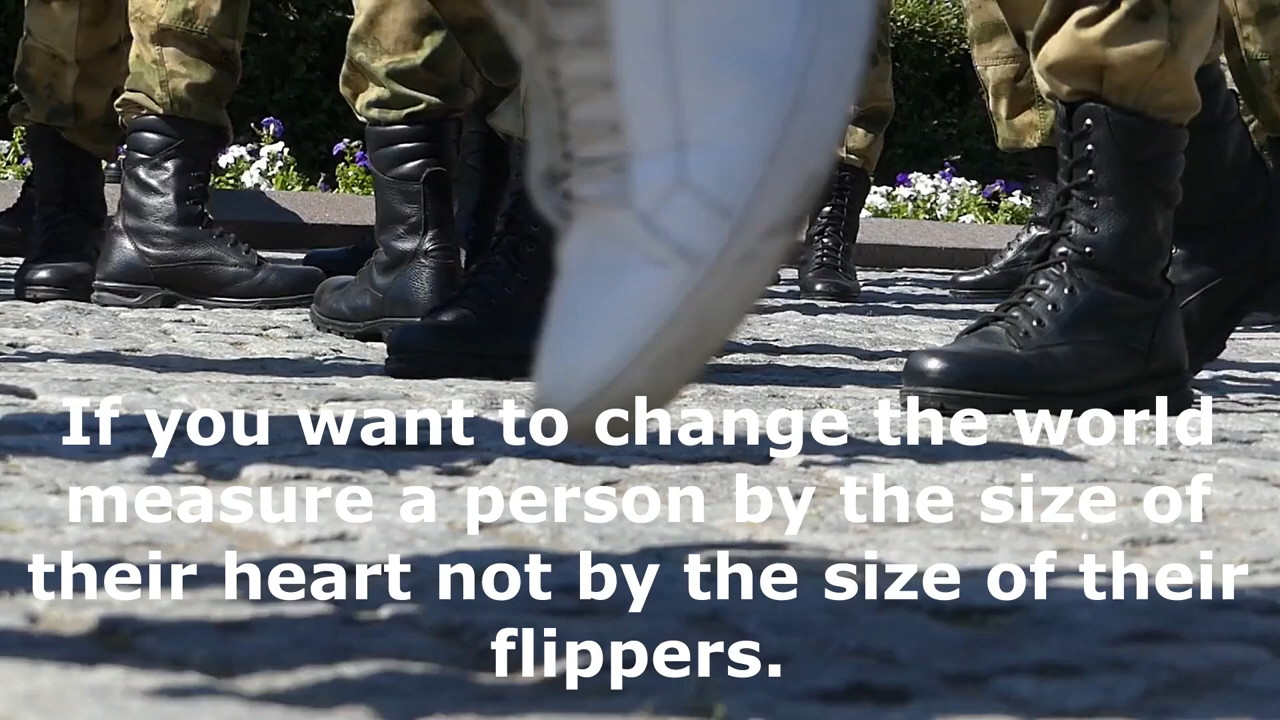 If you want to change the world
measure a person by the size of
their heart not by the size of their
flippers.